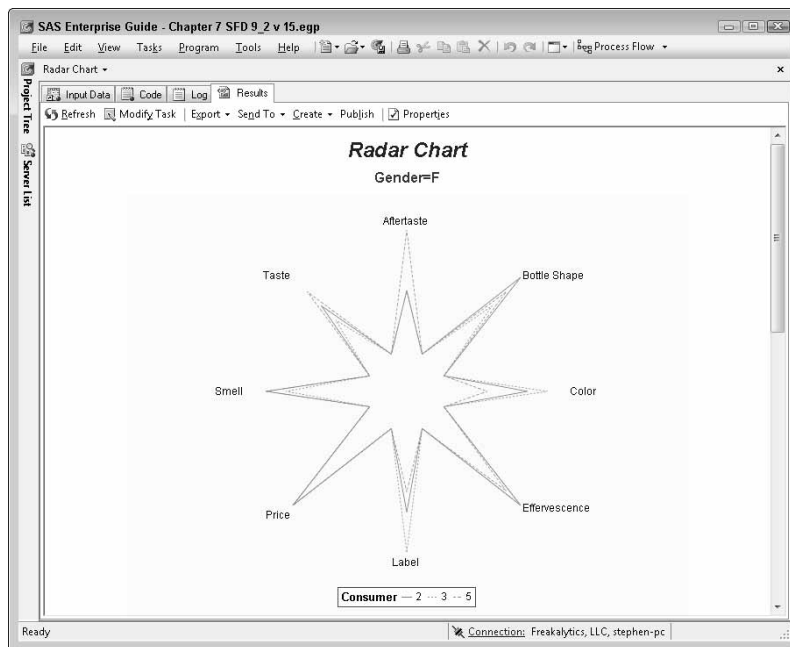 SAS Enterprise Guide - Chapter 7 SFD 9_2 v 15.egp
File Edit View Tasks Program Tools Help Process Flow
Radar Chart
Project Tree
Server List
Input Data Code Log Results
Refresh Modify Task Export Send To Create Publish Properties
Radar Chart
Gender=F
Aftertaste
Taste Bottle Shape
Smell Color
Price Effervescence
Label
Consumer 2 3 5
Ready Connection: Freakalytics, LLC, stephen-pc